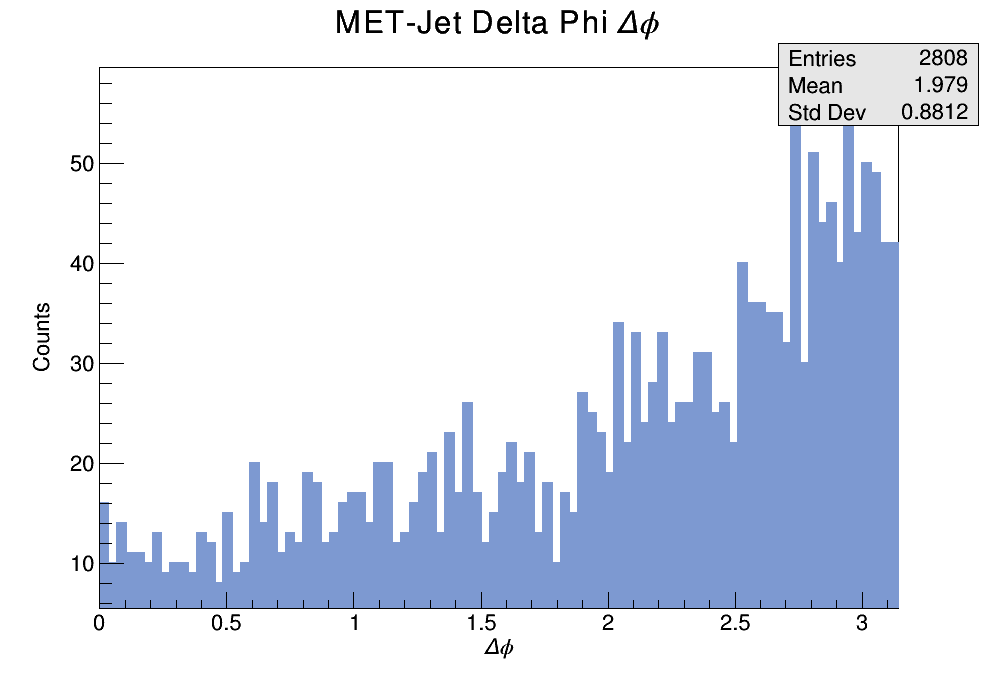 MET-Jet Delta Phi Δϕ
Entries 2808
Mean 1.979
Std Dev 0.8812
50
40
30
20
10
Counts
0 0.5 1 1.5 2 2.5 3
Δϕ